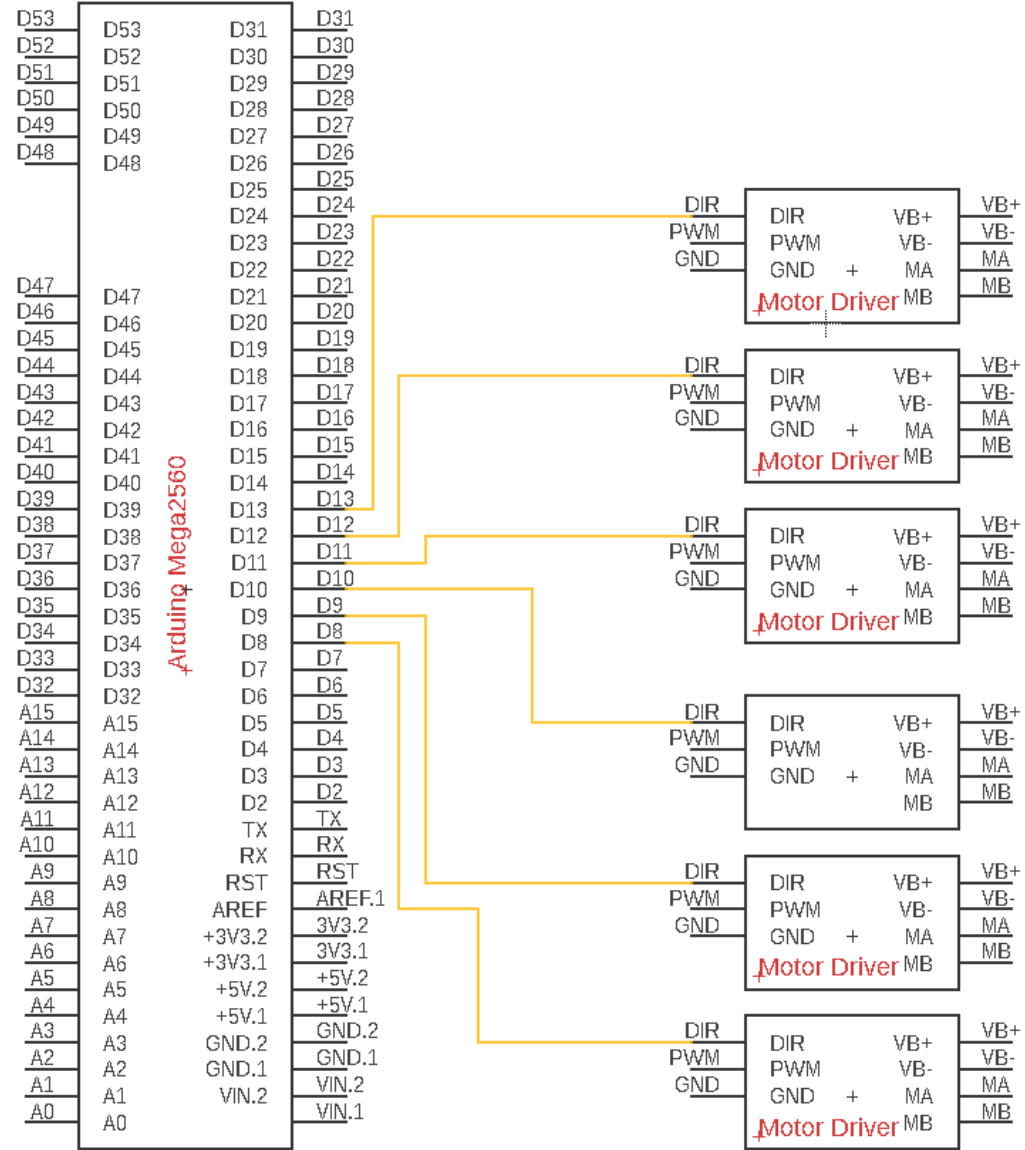 D53 D53 D31 D31
D52 D52 D30 D30
D51 D51 D29 D29
D50 D50 D28 D28
D49 D49 D27 D27
D48 D48 D26 D26
D25 D25
D24 D24
D23 D23
D22 D22
D47 D47 D21 D21
D46 D46 D20 D20
D45 D45 D19 D19
D44 D44 D18 D18
D43 D43 D17 D17
D42 D42 D16 D16
D41 D41 D15 D15
D40 D40 D14 D14
D39 D39 D13 D13
D38 D38 D12 D12
D37 D37 D11 D11
D36 D36 D10 D10
D35 D35 D9 D9
D34 D34 D8 D8
D33 D33 D7 D7
D32 D32 D6 D6
A15 A15 D5 D5
A14 A14 D4 D4
A13 A13 D3 D3
A12 A12 D2 D2
A11 A11 TX TX
A10 A10 RX RX
A9 A9 RST RST
A8 A8 AREF AREF.1
A7 A7 +3V3.2 3V3.2
A6 A6 +3V3.1 3V3.1
A5 A5 +5V.2 +5V.2
A4 A4 +5V.1 +5V.1
A3 A3 GND.2 GND.2
A2 A2 GND.1 GND.1
A1 A1 VIN.2 VIN.2
A0 A0 VIN.1
Arduino Mega2560
DIR DIR VB+ VB+
PWM PWM VB- VB-
GND GND + MA MA
Motor Driver MB MB
DIR DIR VB+ VB+
PWM PWM VB- VB-
GND GND + MA MA
Motor Driver MB MB
DIR DIR VB+ VB+
PWM PWM VB- VB-
GND GND + MA MA
Motor Driver MB MB
DIR DIR VB+ VB+
PWM PWM VB- VB-
GND GND + MA MA
MB MB
DIR DIR VB+ VB+
PWM PWM VB- VB-
GND GND + MA MA
Motor Driver MB MB
DIR DIR VB+ VB+
PWM PWM VB- VB-
GND GND + MA MA
Motor Driver MB MB